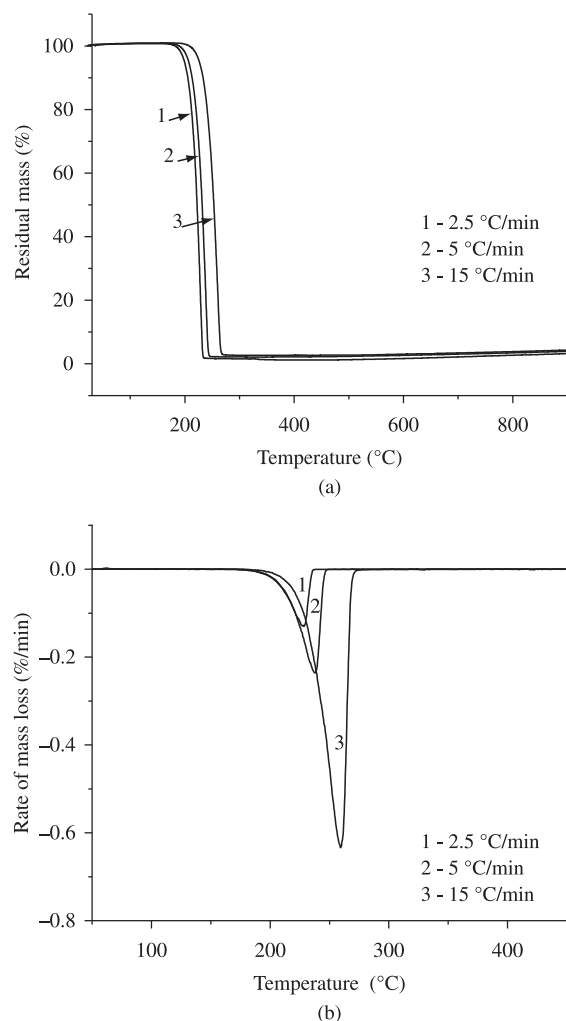 100
80
60
40
20
0
Residual mass (%)
1
2
3
1 - 2.5 °C/min
2 - 5 °C/min
3 - 15 °C/min
200 400 600 800
Temperature (°C)
(a)
0.0
−0.2
−0.4
−0.6
−0.8
Rate of mass loss (%/min)
1
2
3
1 - 2.5 °C/min
2 - 5 °C/min
3 - 15 °C/min
100 200 300 400
Temperature (°C)
(b)